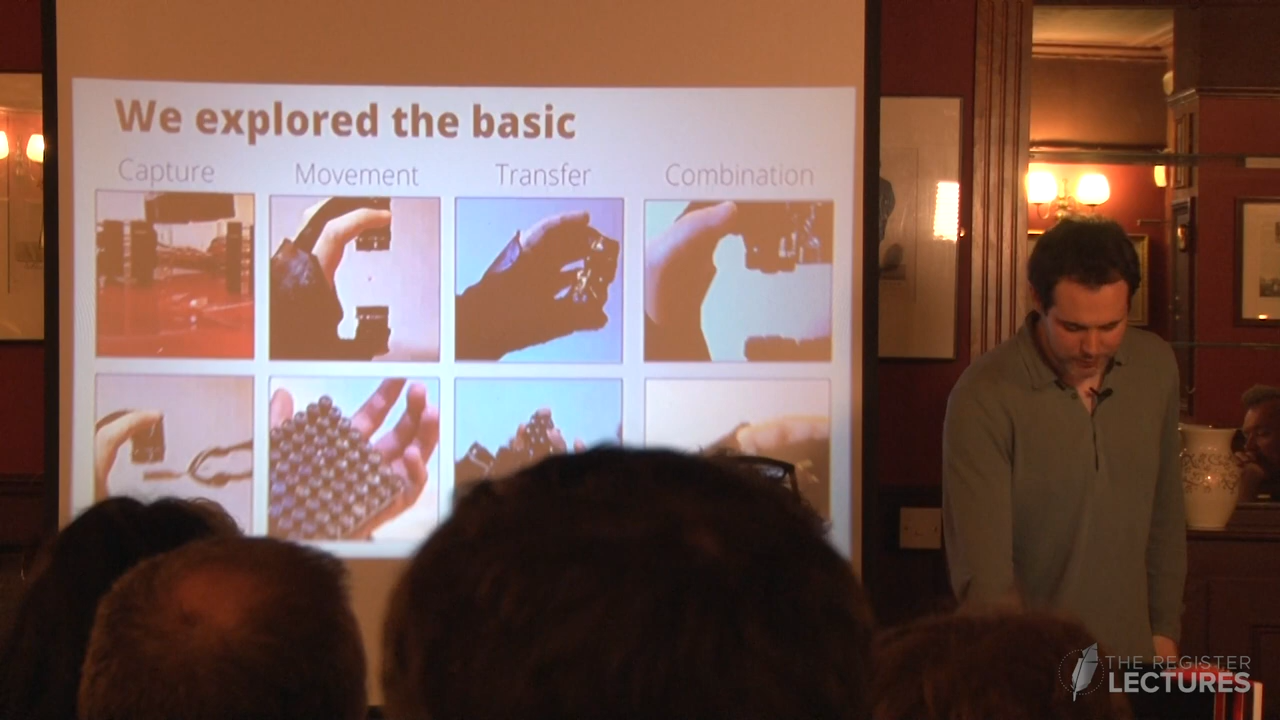 We explored the basic
Capture Movement Transfer Combination
THE REGISTER
LECTURES